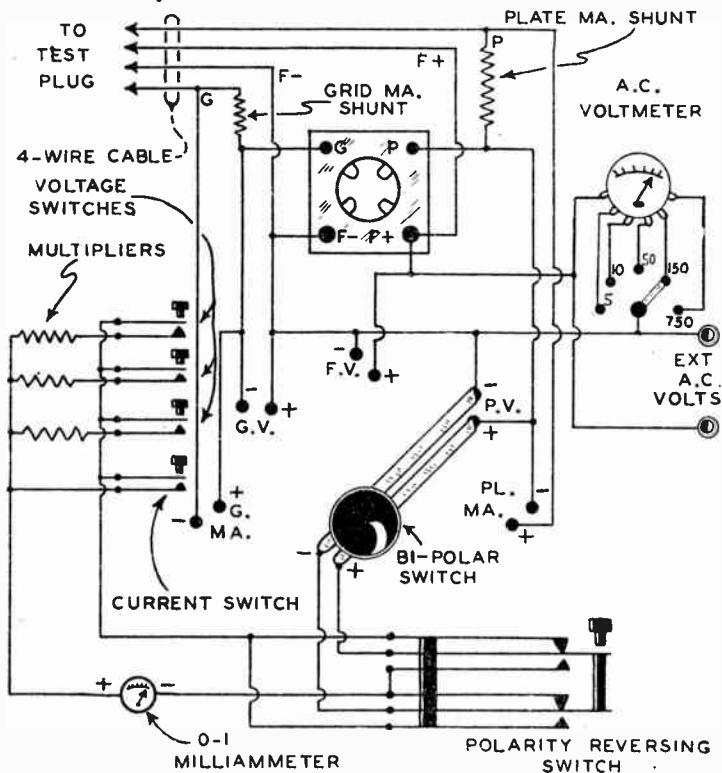 TO
TEST
PLUG
PLATE MA. SHUNT
P
F+
F-
G
GRID MA.
SHUNT
A.C.
VOLTMETER
4-WIRE CABLE
VOLTAGE
SWITCHES
MULTIPLIERS
G P
F- P+
5 10 50 150 750
EXT
A.C.
VOLTS
- F.V. +
- G.V. +
- P.V. +
+ G.
- MA.
PL. -
MA. +
- +
BI-POLAR
SWITCH
CURRENT SWITCH
+ -
0-1
MILLIAMMETER
POLARITY REVERSING
SWITCH